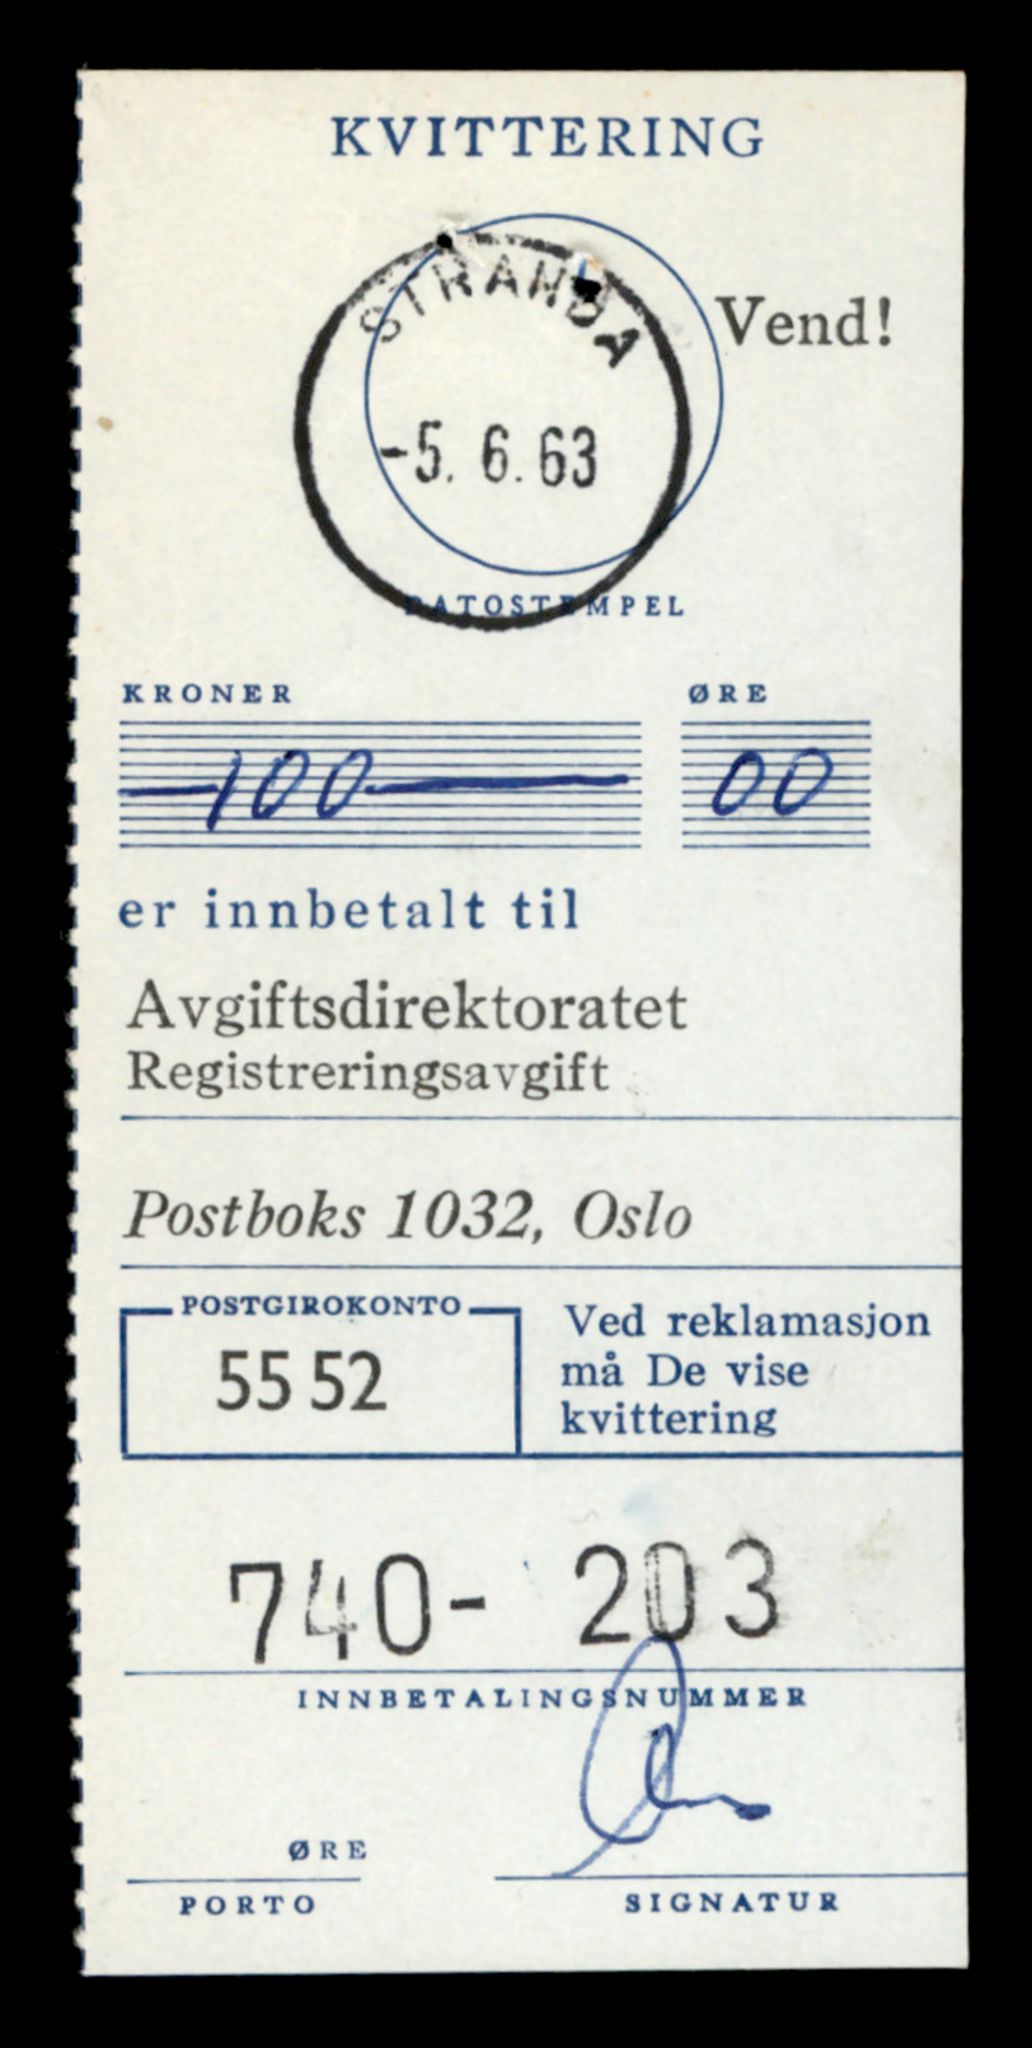 KVITTERING
STRANDA
Vend!
-5. 6. 63
DATOSTEMPEL
KRONER ØRE
100 00
er innbetalt til
Avgiftsdirektoratet
Registreringsavgift
Postboks 1032, Oslo
POSTGIROKONTO
55 52
Ved reklamasjon
må De vise
kvittering
740- 203
INNBETALINGSNUMMER
ØRE
PORTO
SIGNATUR